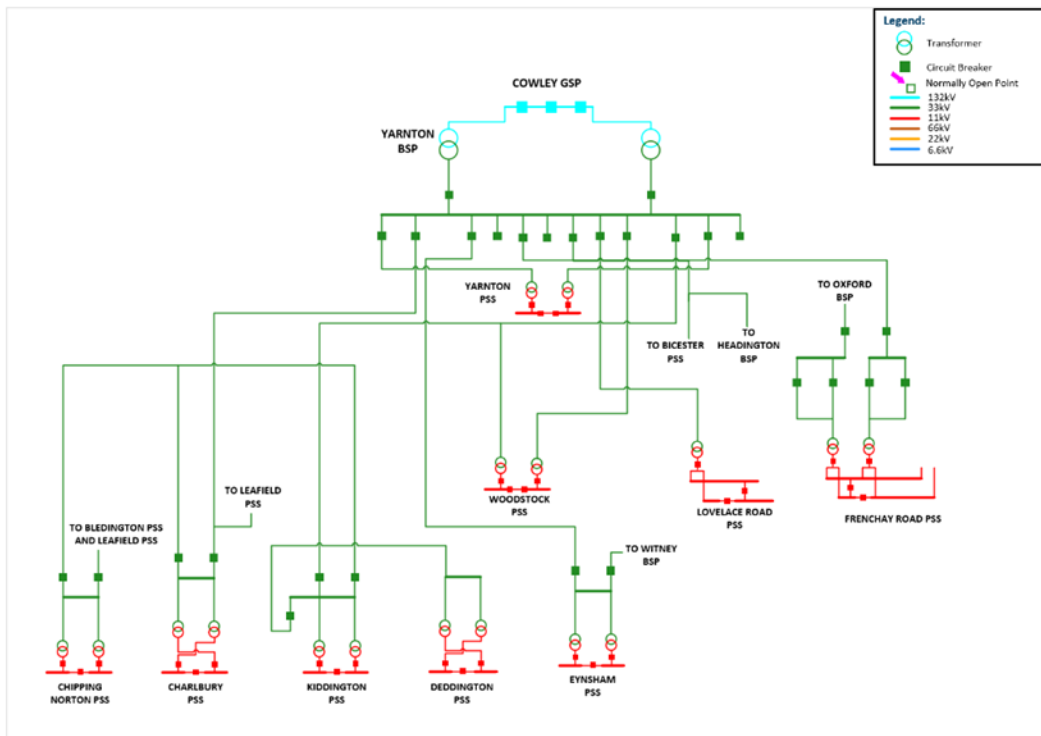 Legend:
Transformer
Circuit Breaker
Normally Open Point
132kV
33kV
11kV
66kV
22kV
6.6kV
COWLEY GSP
YARNTON
BSP
YARNTON
PSS
TO OXFORD
BSP
TO BICESTER
PSS
TO
HEADINGTON
BSP
WOODSTOCK
PSS
LOVELACE ROAD
PSS
FRENCHAY ROAD PSS
TO LEAFIELD
PSS
TO BLEDINGTON PSS
AND LEAFIELD PSS
TO WITNEY
BSP
CHIPPING
NORTON PSS
CHARLBURY
PSS
KIDDINGTON
PSS
DEDDINGTON
PSS
EYNSHAM
PSS